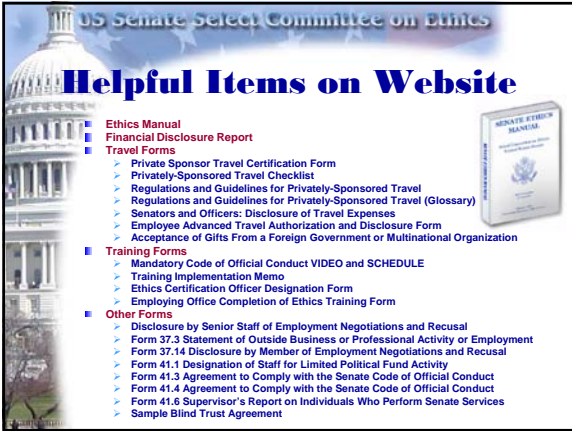 US Senate Select Committee on Ethics
Helpful Items on Website
Ethics Manual
Financial Disclosure Report
Travel Forms
Private Sponsor Travel Certification Form
Privately-Sponsored Travel Checklist
Regulations and Guidelines for Privately-Sponsored Travel
Regulations and Guidelines for Privately-Sponsored Travel (Glossary)
Senators and Officers: Disclosure of Travel Expenses
Employee Advanced Travel Authorization and Disclosure Form
Acceptance of Gifts From a Foreign Government or Multinational Organization
Training Forms
Mandatory Code of Official Conduct VIDEO and SCHEDULE
Training Implementation Memo
Ethics Certification Officer Designation Form
Employing Office Completion of Ethics Training Form
Other Forms
Disclosure by Senior Staff of Employment Negotiations and Recusal
Form 37.3 Statement of Outside Business or Professional Activity or Employment
Form 37.14 Disclosure by Member of Employment Negotiations and Recusal
Form 41.1 Designation of Staff for Limited Political Fund Activity
Form 41.3 Agreement to Comply with the Senate Code of Official Conduct
Form 41.4 Agreement to Comply with the Senate Code of Official Conduct
Form 41.6 Supervisor's Report on Individuals Who Perform Senate Services
Sample Blind Trust Agreement
SENATE ETHICS
MANUAL